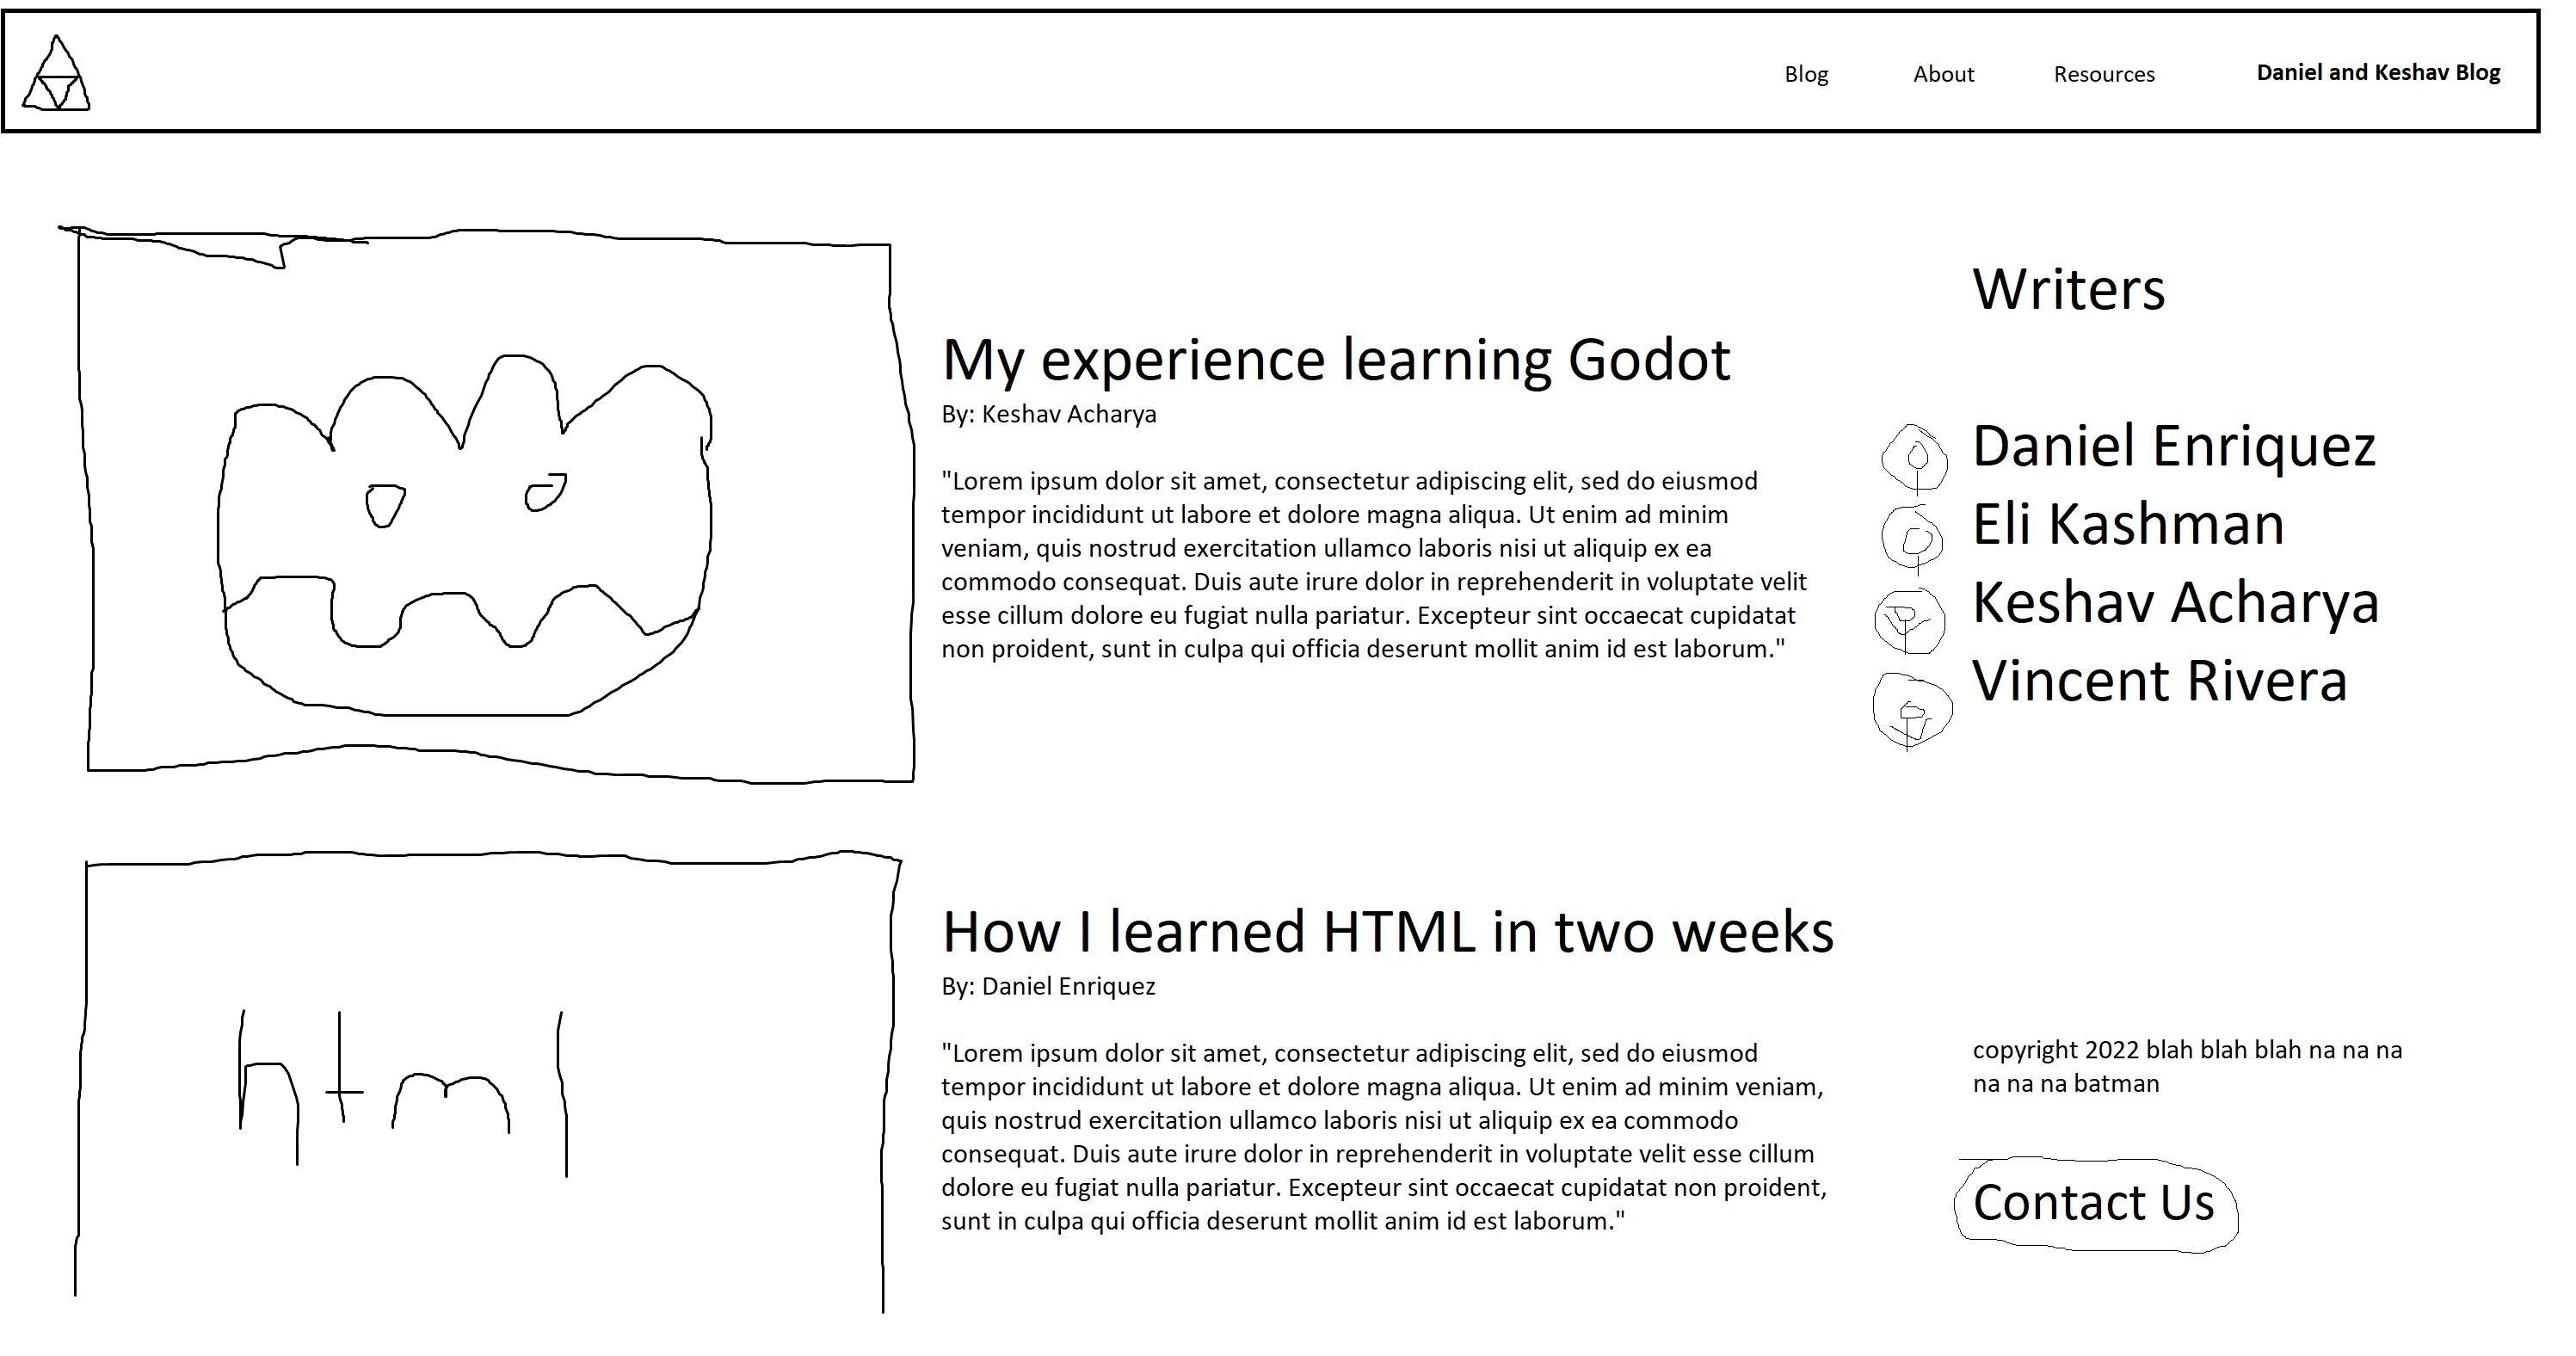 Blog About Resources Daniel and Keshav Blog
My experience learning Godot
By: Keshav Acharya
"Lorem ipsum dolor sit amet, consectetur adipiscing elit, sed do eiusmod
tempor incididunt ut labore et dolore magna aliqua. Ut enim ad minim
veniam, quis nostrud exercitation ullamco laboris nisi ut aliquip ex ea
commodo consequat. Duis aute irure dolor in reprehenderit in voluptate velit
esse cillum dolore eu fugiat nulla pariatur. Excepteur sint occaecat cupidatat
non proident, sunt in culpa qui officia deserunt mollit anim id est laborum."
Writers
Daniel Enriquez
Eli Kashman
Keshav Acharya
Vincent Rivera
html
How I learned HTML in two weeks
By: Daniel Enriquez
"Lorem ipsum dolor sit amet, consectetur adipiscing elit, sed do eiusmod
tempor incididunt ut labore et dolore magna aliqua. Ut enim ad minim veniam,
quis nostrud exercitation ullamco laboris nisi ut aliquip ex ea commodo
consequat. Duis aute irure dolor in reprehenderit in voluptate velit esse cillum
dolore eu fugiat nulla pariatur. Excepteur sint occaecat cupidatat non proident,
sunt in culpa qui officia deserunt mollit anim id est laborum."
copyright 2022 blah blah blah na na na
na na na batman
Contact Us